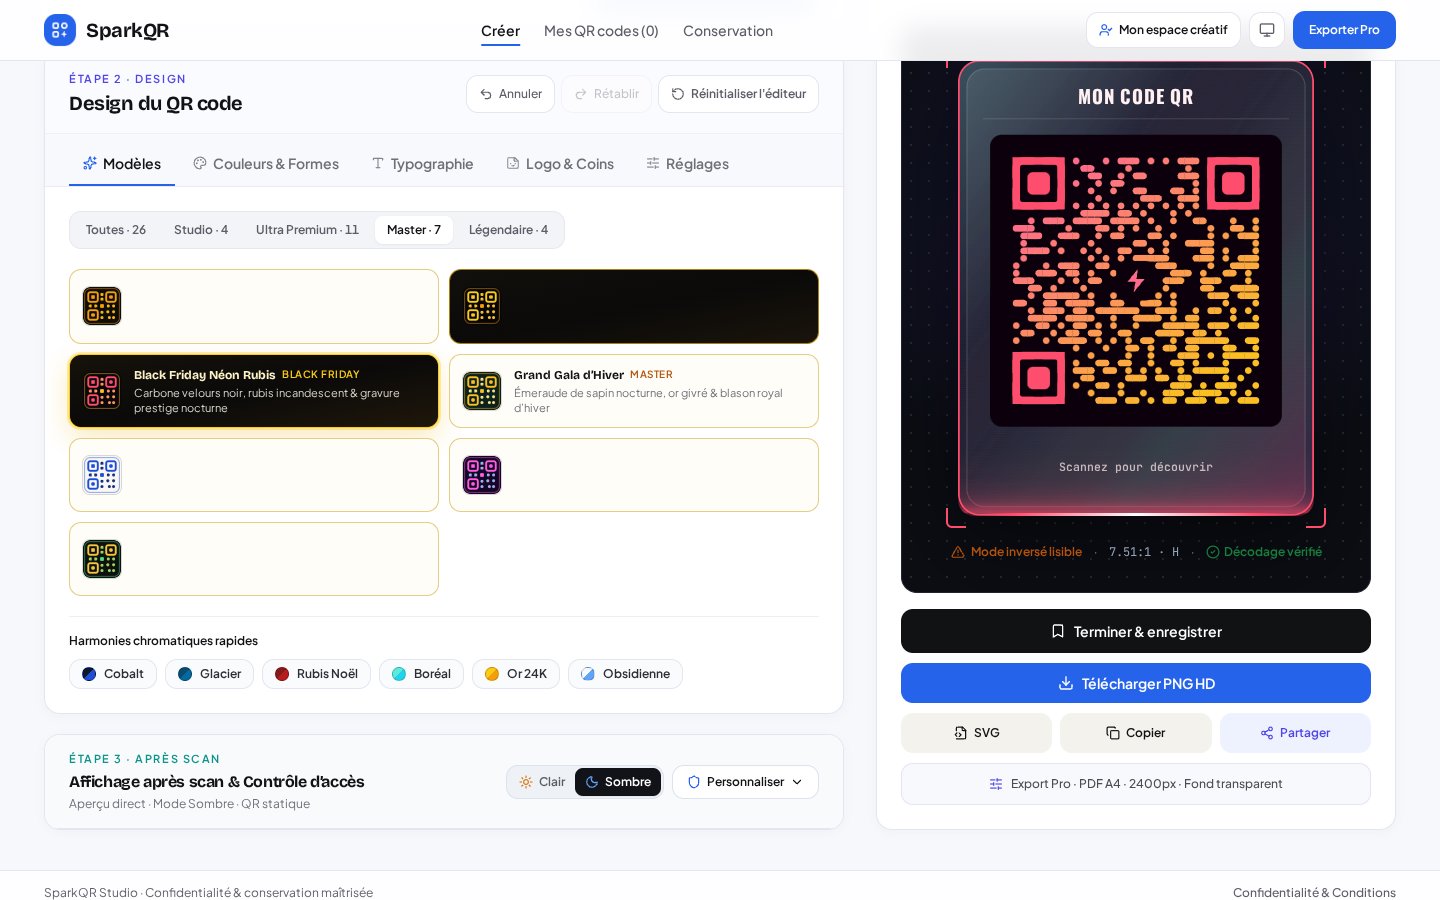 SparkQR
Créer
Mes QR codes (0)
Conservation
Mon espace créatif
Exporter Pro
ÉTAPE 2 · DESIGN
Design du QR code
Annuler
Rétablir
Réinitialiser l'éditeur
Modèles
Couleurs & Formes
Typographie
Logo & Coins
Réglages
Toutes · 26
Studio · 4
Ultra Premium · 11
Master · 7
Légendaire · 4
Black Friday Néon Rubis BLACK FRIDAY
Carbone velours noir, rubis incandescent & gravure
prestige nocturne
Grand Gala d'Hiver MASTER
Émeraude de sapin nocturne, or givré & blason royal
d'hiver
Harmonies chromatiques rapides
Cobalt
Glacier
Rubis Noël
Boréal
Or 24K
Obsidienne
ÉTAPE 3 · APRÈS SCAN
Affichage après scan & Contrôle d'accès
Aperçu direct · Mode Sombre · QR statique
Clair
Sombre
Personnaliser
MON CODE QR
Scannez pour découvrir
Mode inversé lisible · 7.51:1 · H · Décodage vérifié
Terminer & enregistrer
Télécharger PNG HD
SVG
Copier
Partager
Export Pro · PDF A4 · 2400px · Fond transparent
SparkQR Studio · Confidentialité & conservation maîtrisée
Confidentialité & Conditions